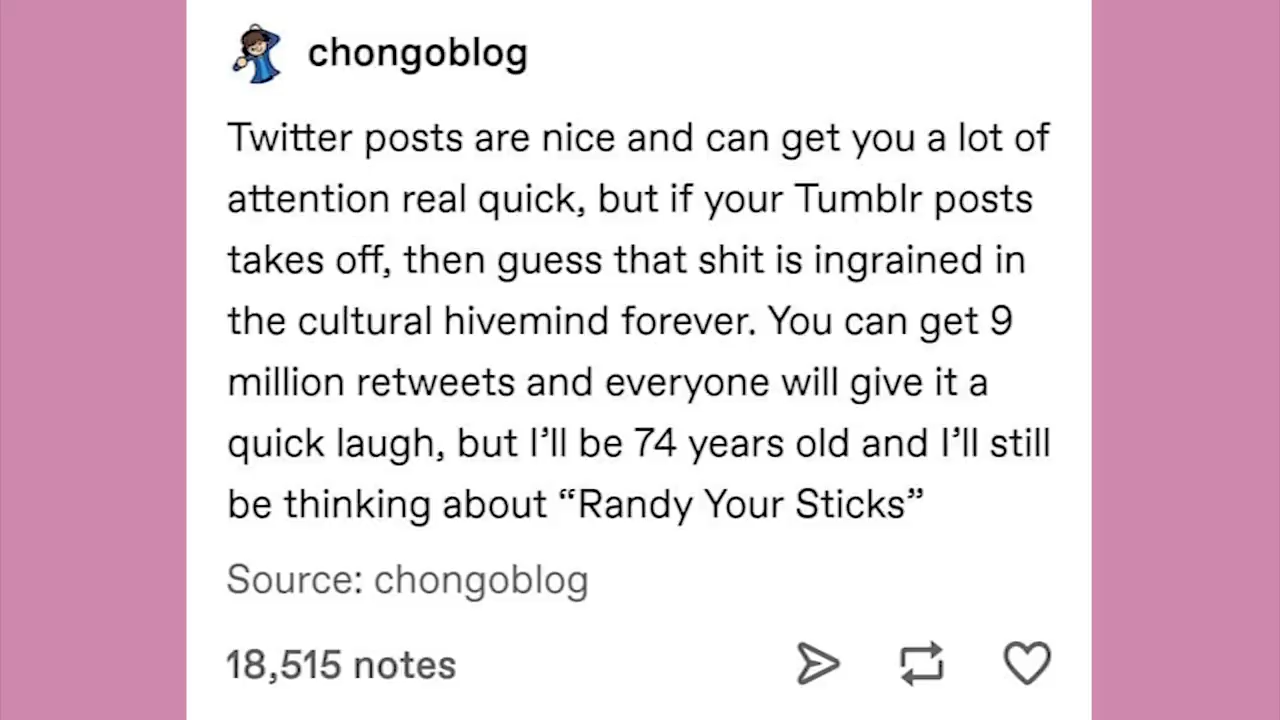 chongoblog
Twitter posts are nice and can get you a lot of
attention real quick, but if your Tumblr posts
takes off, then guess that shit is ingrained in
the cultural hivemind forever. You can get 9
million retweets and everyone will give it a
quick laugh, but I’ll be 74 years old and I’ll still
be thinking about “Randy Your Sticks”
Source: chongoblog
18,515 notes